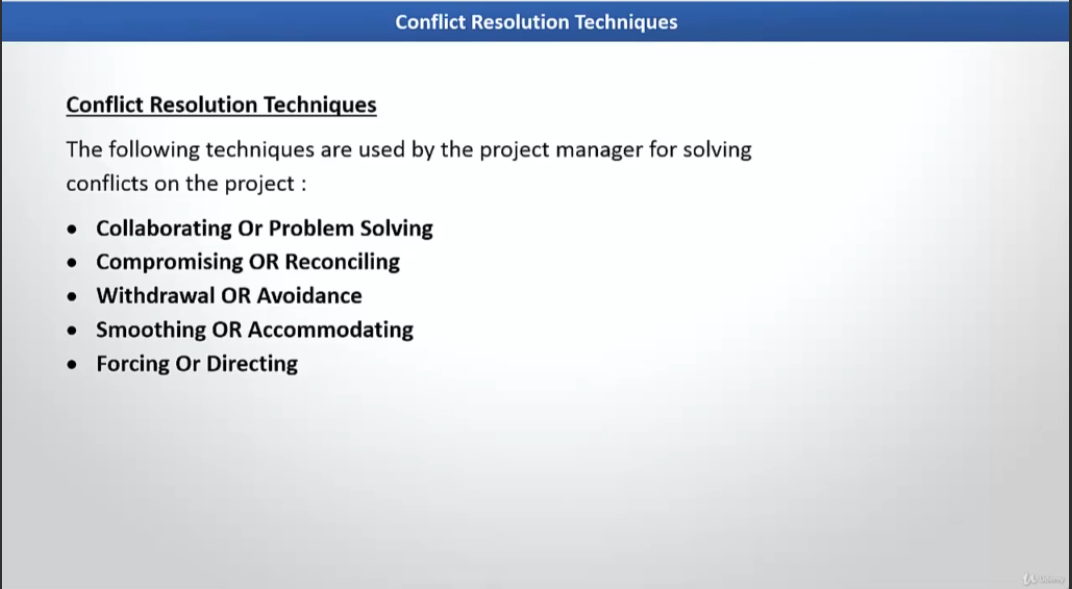 Conflict Resolution Techniques
Conflict Resolution Techniques
The following techniques are used by the project manager for solving
conflicts on the project :
• Collaborating Or Problem Solving
• Compromising OR Reconciling
• Withdrawal OR Avoidance
• Smoothing OR Accommodating
• Forcing Or Directing
Udemy